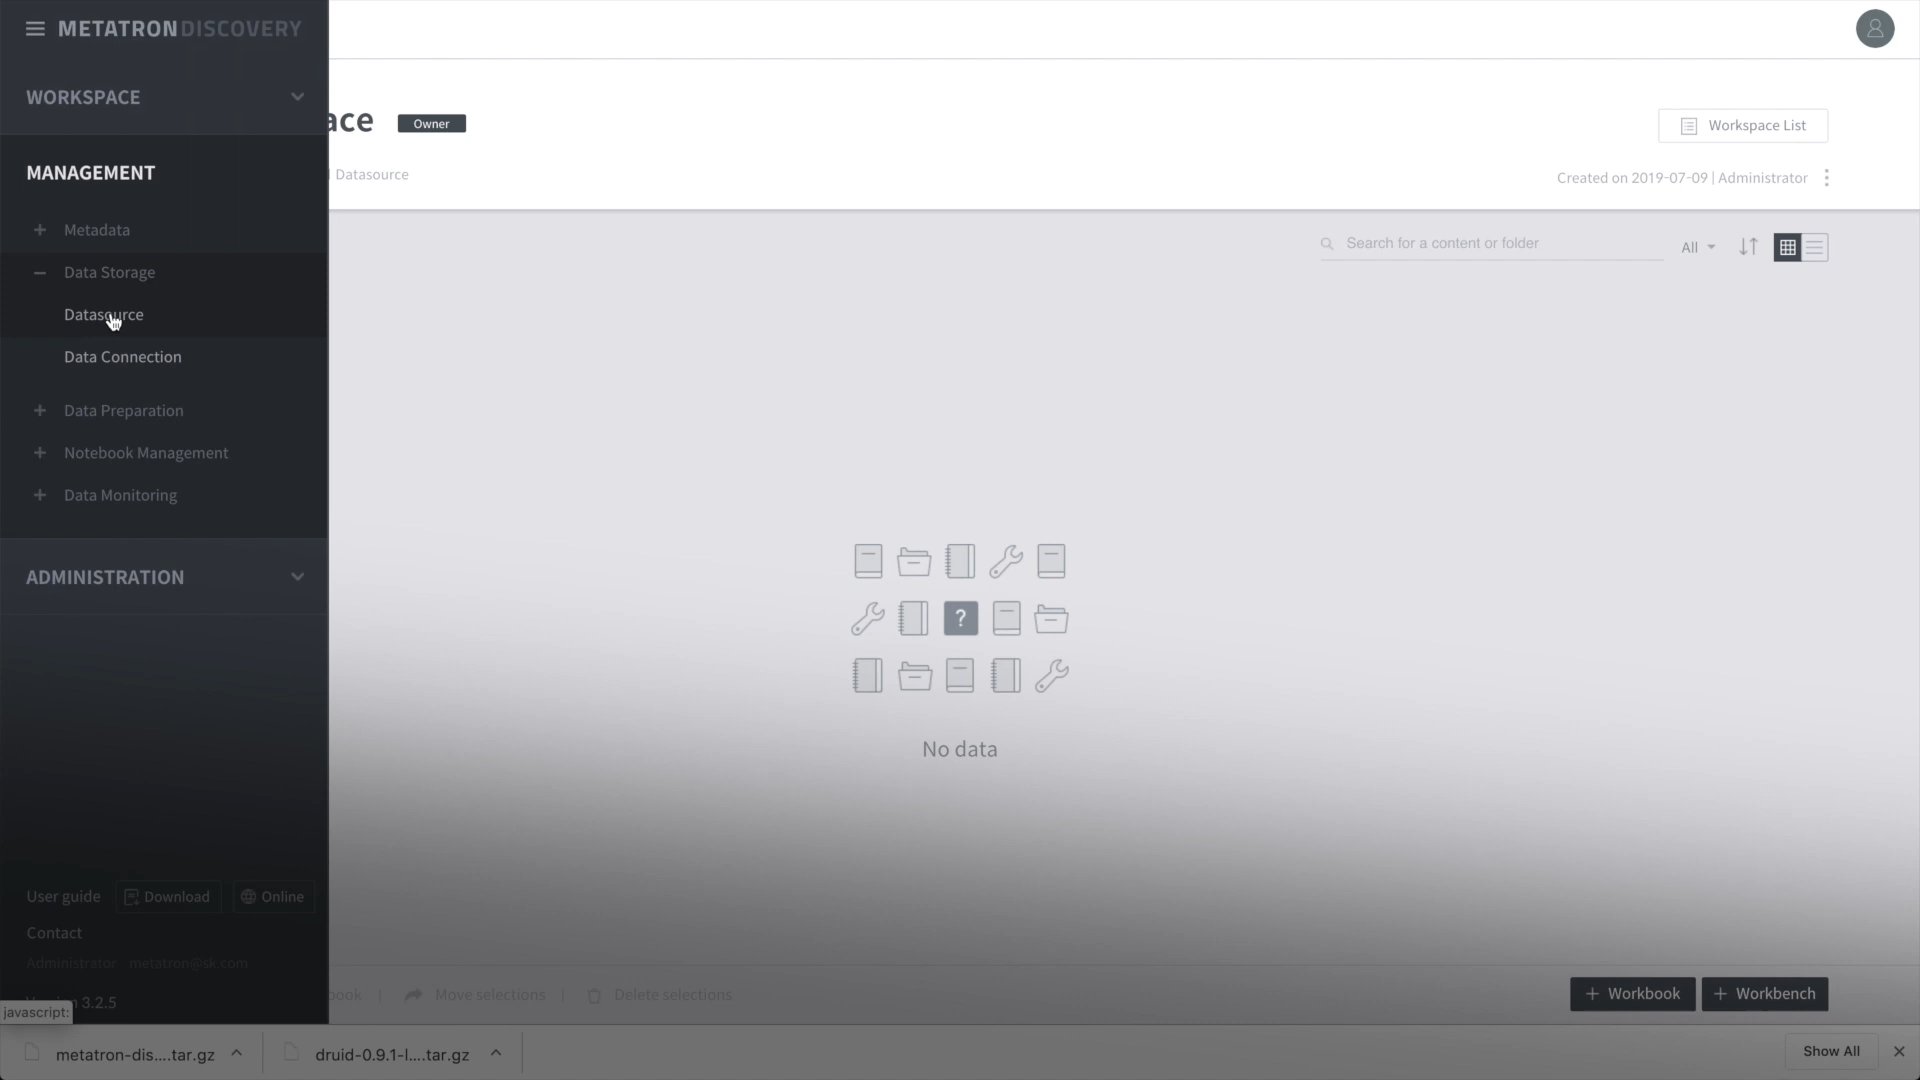 METATRON DISCOVERY
WORKSPACE
ace
Owner
Workspace List
Datasource
Created on 2019-07-09 | Administrator
MANAGEMENT
Metadata
Data Storage
Datasource
Data Connection
Data Preparation
Notebook Management
Data Monitoring
ADMINISTRATION
Search for a content or folder
All
?
No data
User guide
Download
Online
Contact
Administrator metatron@sk.com
3.2.5
javascript:
book | Move selections | Delete selections
+ Workbook
+ Workbench
metatron-dis....tar.gz
druid-0.9.1-l....tar.gz
Show All